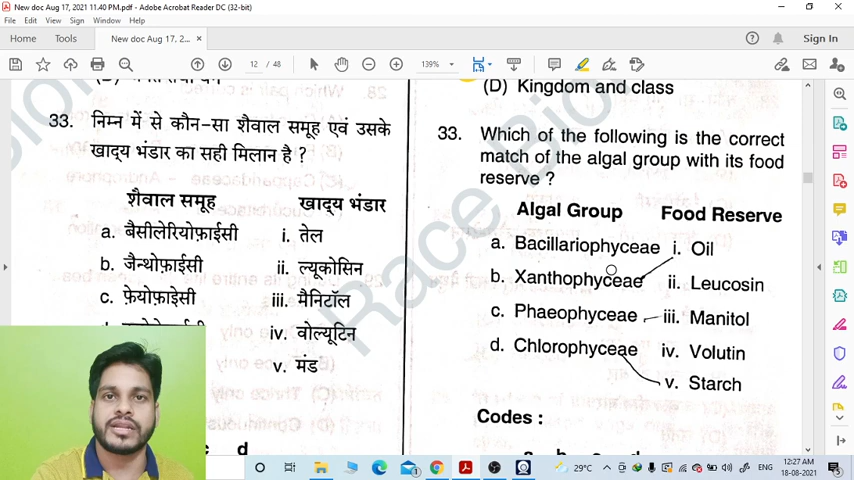 New doc Aug 17, 2021 11.40 PM.pdf - Adobe Acrobat Reader DC (32-bit)
File Edit View Sign Window Help
Home Tools New doc Aug 17, 2... × Sign In
12 / 48 139%
33. निम्न में से कौन-सा शैवाल समूह एवं उसके
खाद्य भंडार का सही मिलान है ?
शैवाल समूह खाद्य भंडार
a. बैसीलेरियोफ़ाईसी i. तेल
b. जैन्थोफ़ाईसी ii. ल्यूकोसिन
c. फ़ेयोफ़ाइेसी iii. मैनिटॉल
iv. वोल्यूटिन
v. मंड
c d
(D) Kingdom and class
33. Which of the following is the correct
match of the algal group with its food
reserve ?
Algal Group Food Reserve
a. Bacillariophyceae i. Oil
b. Xanthophyceae ii. Leucosin
c. Phaeophyceae iii. Manitol
d. Chlorophyceae iv. Volutin
v. Starch
Codes :
a b c d
Race Bio
29°C ENG 12:27 AM
18-08-2021